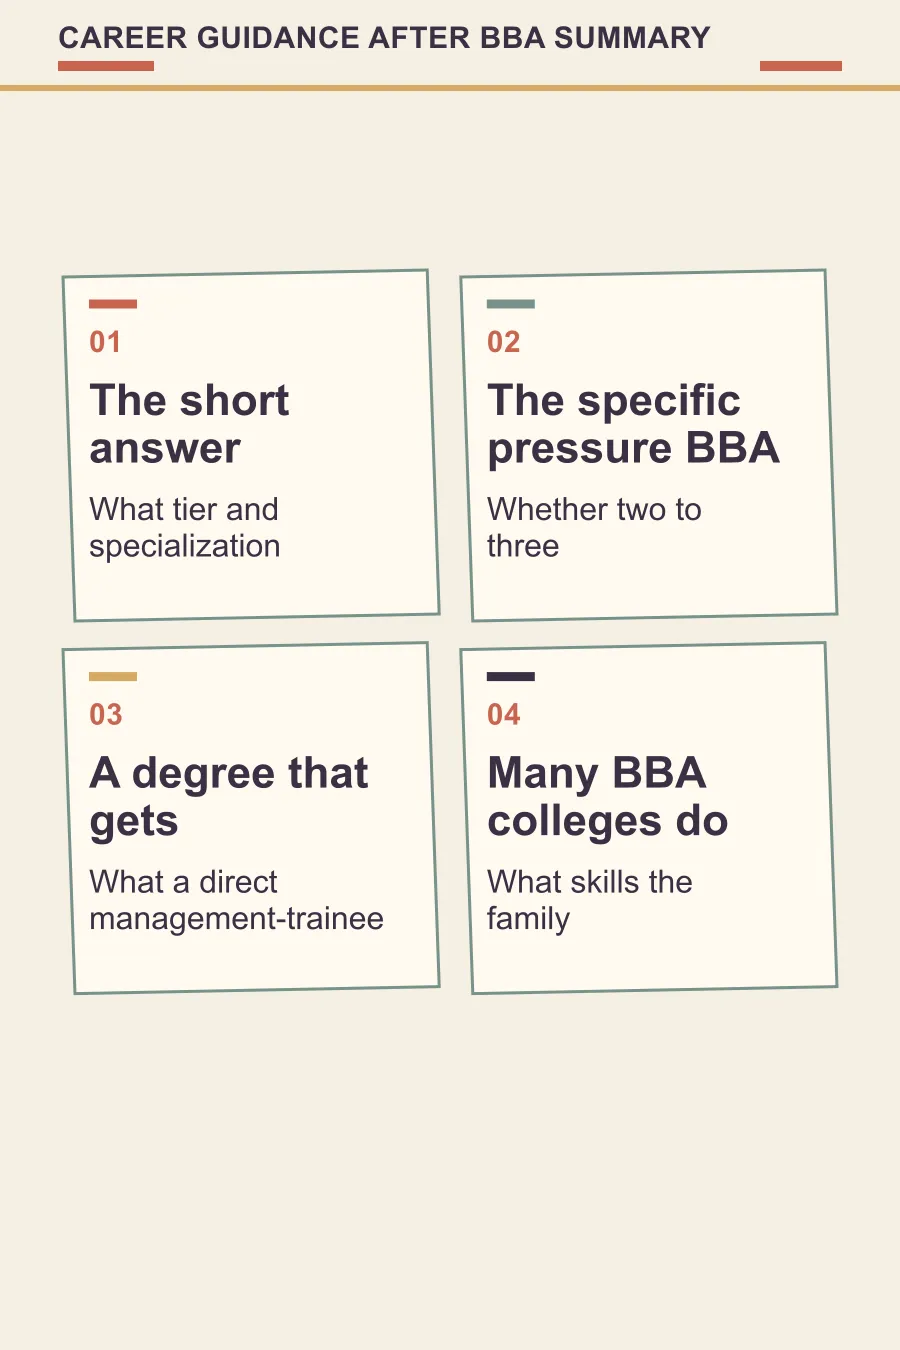 CAREER GUIDANCE AFTER BBA SUMMARY
01
The short
answer
What tier and
specialization
02
The specific
pressure BBA
Whether two to
three
03
A degree that
gets
What a direct
management-trainee
04
Many BBA
colleges do
What skills the
family